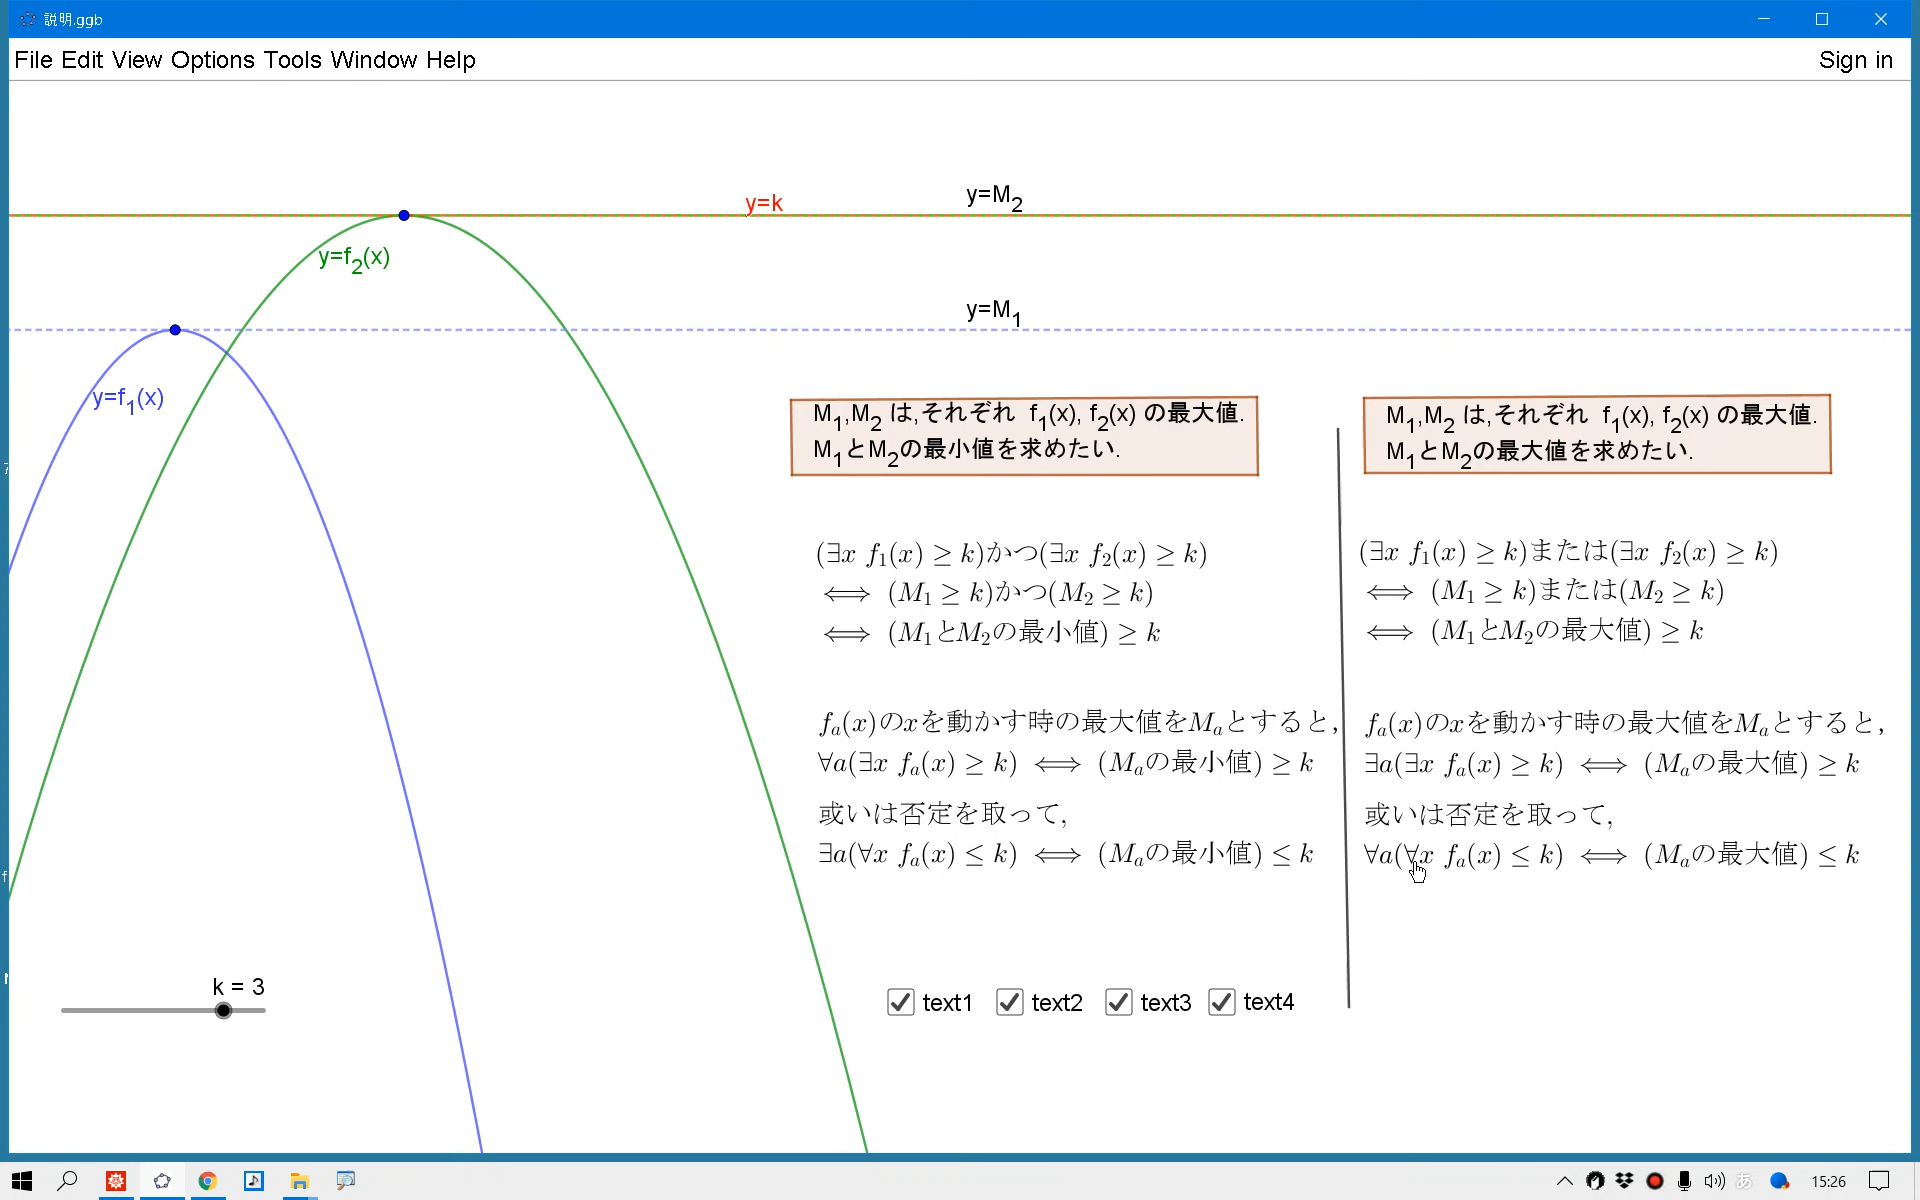 説明.ggb
File Edit View Options Tools Window Help
Sign in
y=k
y=M₂
y=f₂(x)
y=M₁
y=f₁(x)
M₁,M₂ は,それぞれ f₁(x), f₂(x) の最大値.
M₁とM₂の最小値を求めたい.
(∃x f₁(x) ≥ k)かつ(∃x f₂(x) ≥ k)
⟺ (M₁ ≥ k)かつ(M₂ ≥ k)
⟺ (M₁とM₂の最小値) ≥ k
fₐ(x)のxを動かす時の最大値をMₐとすると,
∀a(∃x fₐ(x) ≥ k) ⟺ (Mₐの最小値) ≥ k
或いは否定を取って,
∃a(∀x fₐ(x) ≤ k) ⟺ (Mₐの最小値) ≤ k
M₁,M₂ は,それぞれ f₁(x), f₂(x) の最大値.
M₁とM₂の最大値を求めたい.
(∃x f₁(x) ≥ k)または(∃x f₂(x) ≥ k)
⟺ (M₁ ≥ k)または(M₂ ≥ k)
⟺ (M₁とM₂の最大値) ≥ k
fₐ(x)のxを動かす時の最大値をMₐとすると,
∃a(∃x fₐ(x) ≥ k) ⟺ (Mₐの最大値) ≥ k
或いは否定を取って,
∀a(∀x fₐ(x) ≤ k) ⟺ (Mₐの最大値) ≤ k
k = 3
text1 text2 text3 text4
あ 15:26